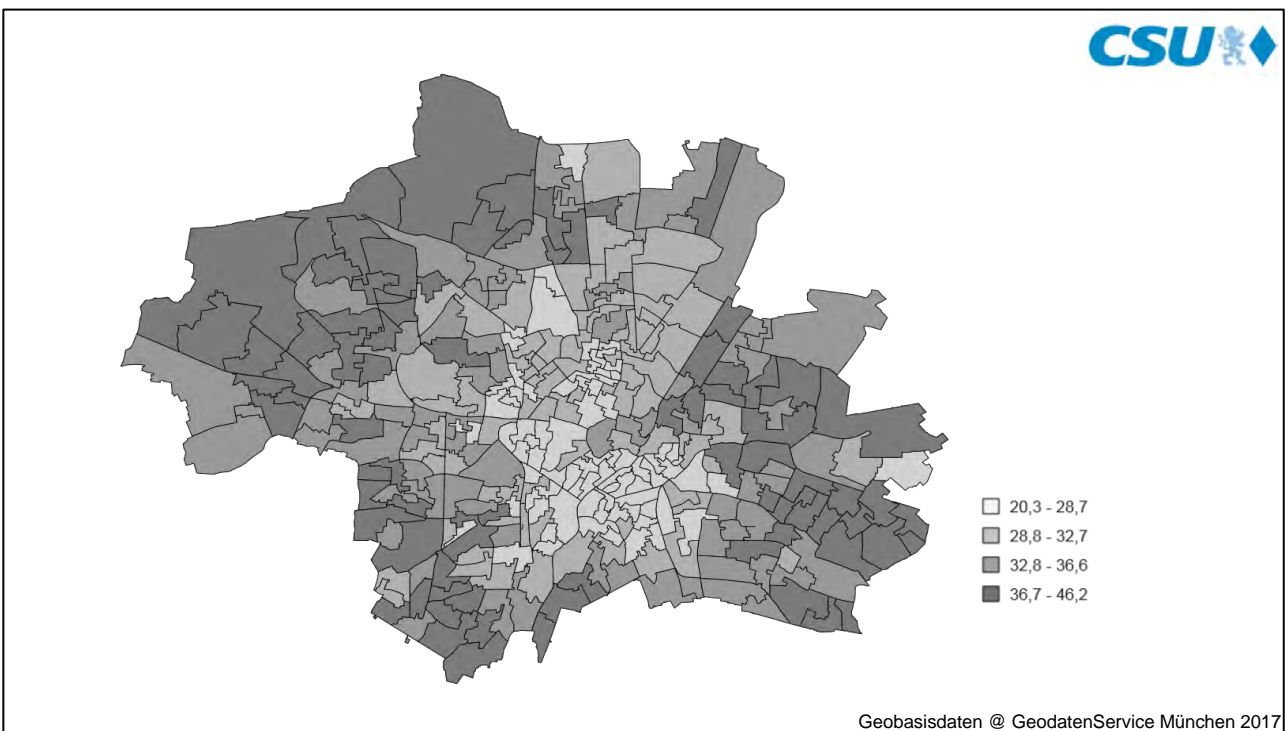 CSU
20,3 - 28,7
28,8 - 32,7
32,8 - 36,6
36,7 - 46,2
Geobasisdaten @ GeodatenService München 2017